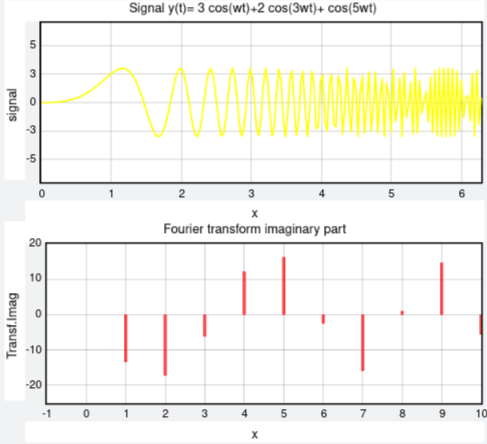 Signal y(t)= 3 cos(wt)+2 cos(3wt)+ cos(5wt)
signal
5
3
0
-3
-5
0 1 2 3 4 5 6
x
Fourier transform imaginary part
Transf.Imag
20
10
0
-10
-20
-1 0 1 2 3 4 5 6 7 8 9 10
x